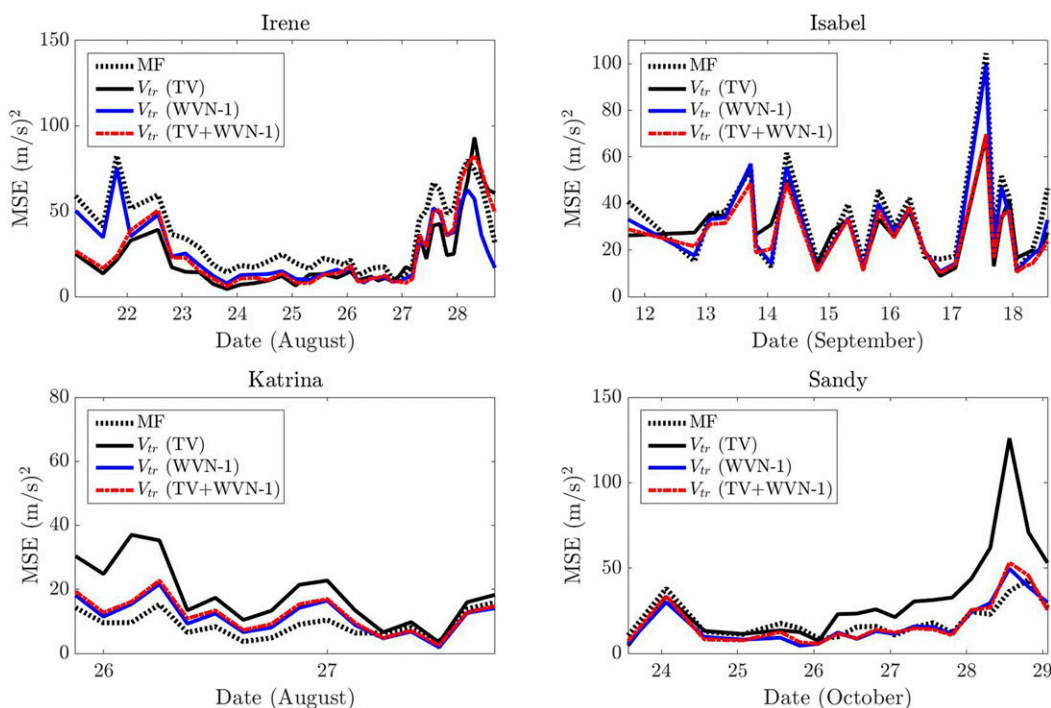 Irene
150
100
50
0
MSE (m/s)²
MF
V_tr (TV)
V_tr (WVN-1)
V_tr (TV+WVN-1)
22 23 24 25 26 27 28
Date (August)
Isabel
100
80
60
40
20
0
MSE (m/s)²
MF
V_tr (TV)
V_tr (WVN-1)
V_tr (TV+WVN-1)
12 13 14 15 16 17 18
Date (September)
Katrina
80
60
40
20
0
MSE (m/s)²
MF
V_tr (TV)
V_tr (WVN-1)
V_tr (TV+WVN-1)
26 27
Date (August)
Sandy
150
100
50
0
MSE (m/s)²
MF
V_tr (TV)
V_tr (WVN-1)
V_tr (TV+WVN-1)
24 25 26 27 28 29
Date (October)